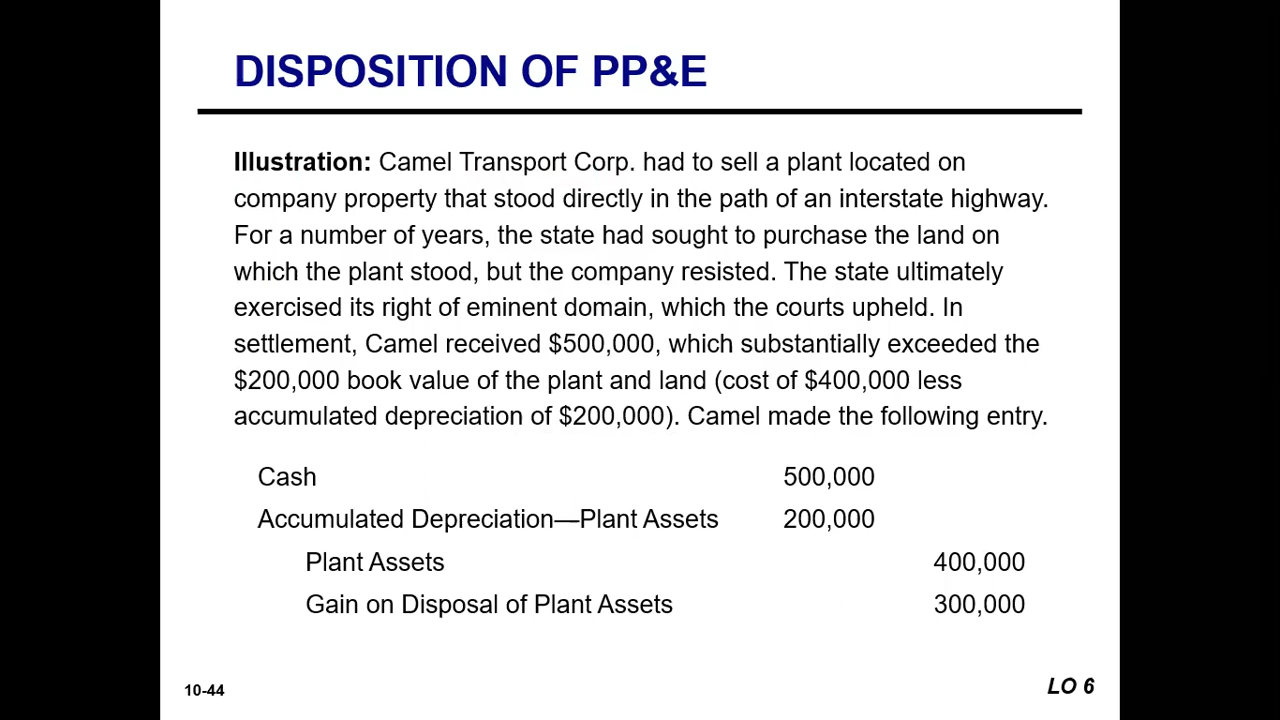 DISPOSITION OF PP&E
Illustration: Camel Transport Corp. had to sell a plant located on
company property that stood directly in the path of an interstate highway.
For a number of years, the state had sought to purchase the land on
which the plant stood, but the company resisted. The state ultimately
exercised its right of eminent domain, which the courts upheld. In
settlement, Camel received $500,000, which substantially exceeded the
$200,000 book value of the plant and land (cost of $400,000 less
accumulated depreciation of $200,000). Camel made the following entry.
Cash 500,000
Accumulated Depreciation—Plant Assets 200,000
Plant Assets 400,000
Gain on Disposal of Plant Assets 300,000
10-44 LO 6